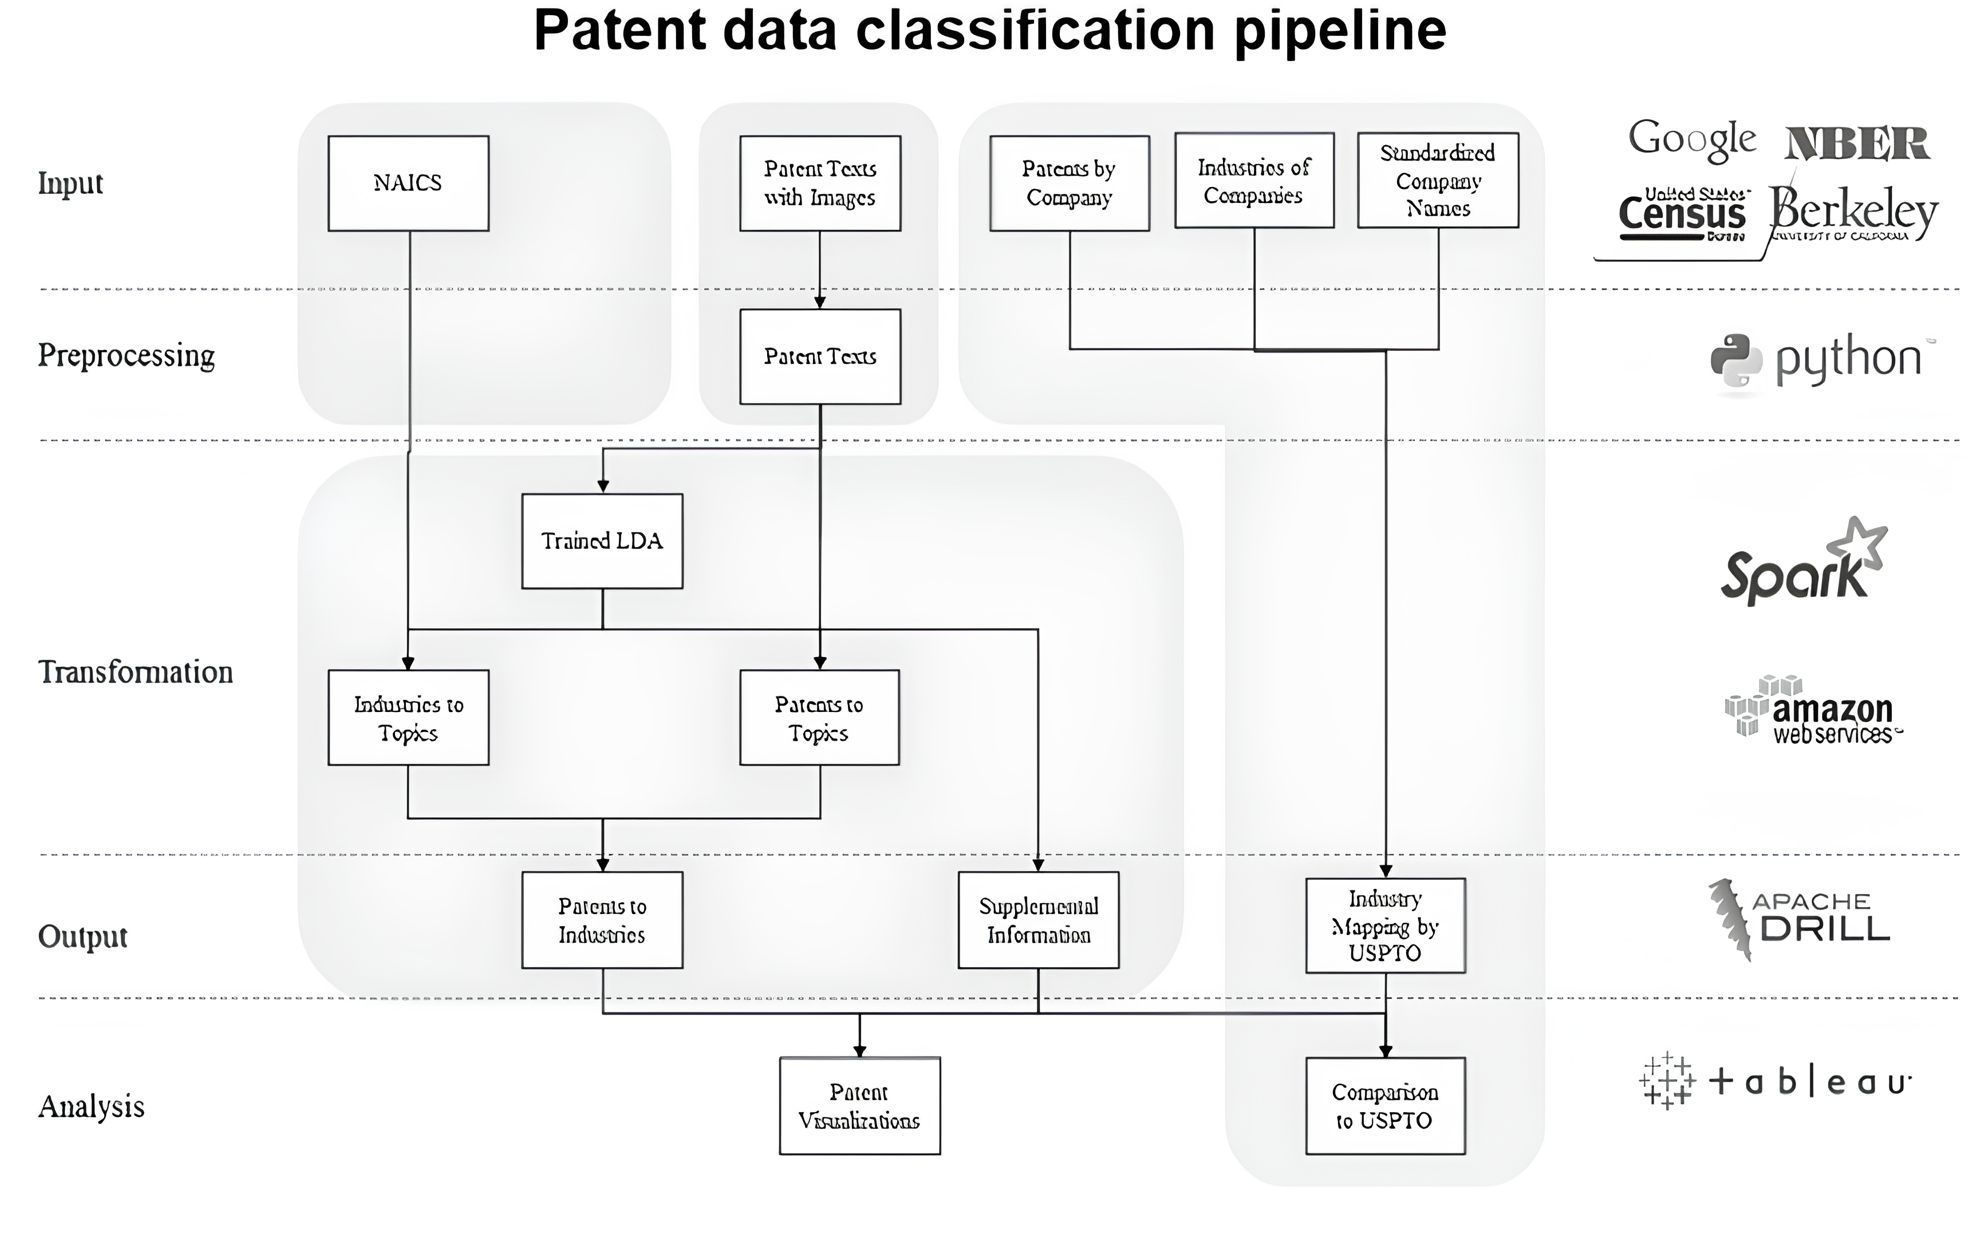 Patent data classification pipeline
Input
NAICS
Patent Texts
with Images
Patents by
Company
Industries of
Companies
Standardized
Company
Names
Google
NBER
United States
Census
Bureau
Berkeley
UNIVERSITY OF CALIFORNIA
Preprocessing
Patent Texts
python
Trained LDA
Spark
Transformation
Industries to
Topics
Patents to
Topics
amazon
web services
Output
Patents to
Industries
Supplemental
Information
Industry
Mapping by
USPTO
APACHE
DRILL
Analysis
Patent
Visualizations
Comparison
to USPTO
+ableau